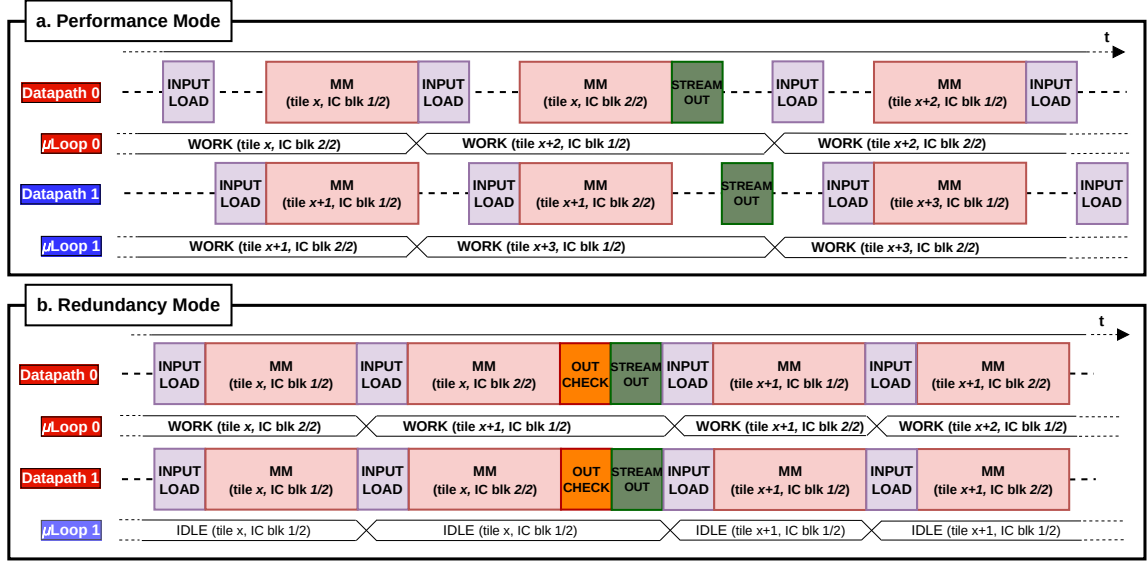 a. Performance Mode
t
Datapath 0
INPUT
LOAD
MM
(tile x, IC blk 1/2)
INPUT
LOAD
MM
(tile x, IC blk 2/2)
STREAM
OUT
INPUT
LOAD
MM
(tile x+2, IC blk 1/2)
INPUT
LOAD
μLoop 0
WORK (tile x, IC blk 2/2)
WORK (tile x+2, IC blk 1/2)
WORK (tile x+2, IC blk 2/2)
Datapath 1
INPUT
LOAD
MM
(tile x+1, IC blk 1/2)
INPUT
LOAD
MM
(tile x+1, IC blk 2/2)
STREAM
OUT
INPUT
LOAD
MM
(tile x+3, IC blk 1/2)
INPUT
LOAD
μLoop 1
WORK (tile x+1, IC blk 2/2)
WORK (tile x+3, IC blk 1/2)
WORK (tile x+3, IC blk 2/2)
b. Redundancy Mode
t
Datapath 0
INPUT
LOAD
MM
(tile x, IC blk 1/2)
INPUT
LOAD
MM
(tile x, IC blk 2/2)
OUT
CHECK
STREAM
OUT
INPUT
LOAD
MM
(tile x+1, IC blk 1/2)
INPUT
LOAD
MM
(tile x+1, IC blk 2/2)
μLoop 0
WORK (tile x, IC blk 2/2)
WORK (tile x+1, IC blk 1/2)
WORK (tile x+1, IC blk 2/2)
WORK (tile x+2, IC blk 1/2)
Datapath 1
INPUT
LOAD
MM
(tile x, IC blk 1/2)
INPUT
LOAD
MM
(tile x, IC blk 2/2)
OUT
CHECK
STREAM
OUT
INPUT
LOAD
MM
(tile x+1, IC blk 1/2)
INPUT
LOAD
MM
(tile x+1, IC blk 2/2)
μLoop 1
IDLE (tile x, IC blk 1/2)
IDLE (tile x, IC blk 1/2)
IDLE (tile x+1, IC blk 1/2)
IDLE (tile x+1, IC blk 1/2)